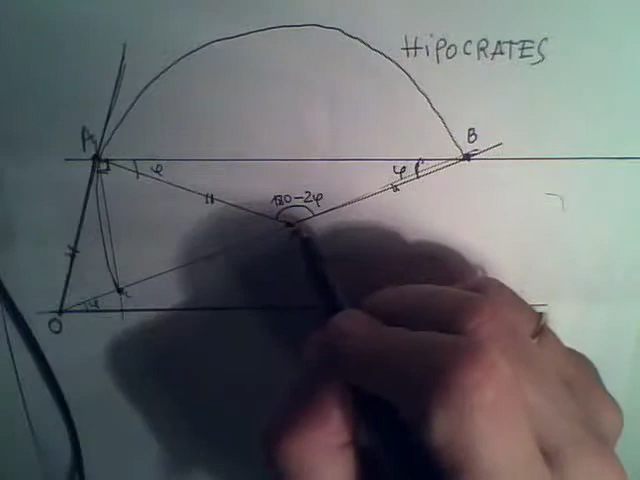 HiPOCRATES
A
B
φ
φ
180-2φ
O